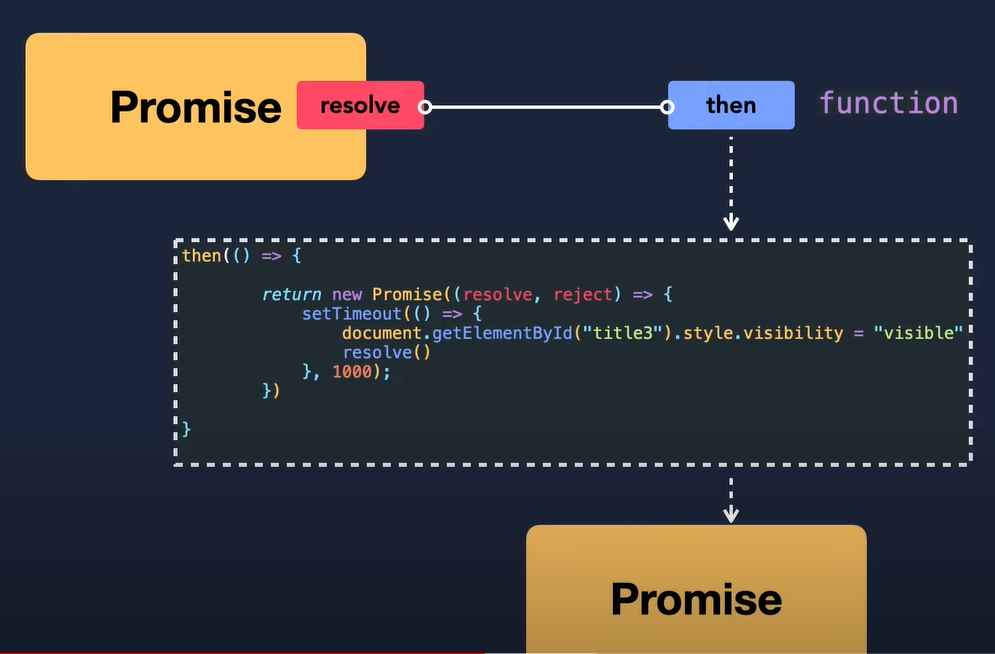 Promise
resolve
then
function
then(() => {
return new Promise((resolve, reject) => {
setTimeout(() => {
document.getElementById("title3").style.visibility = "visible"
resolve()
}, 1000);
})
}
Promise